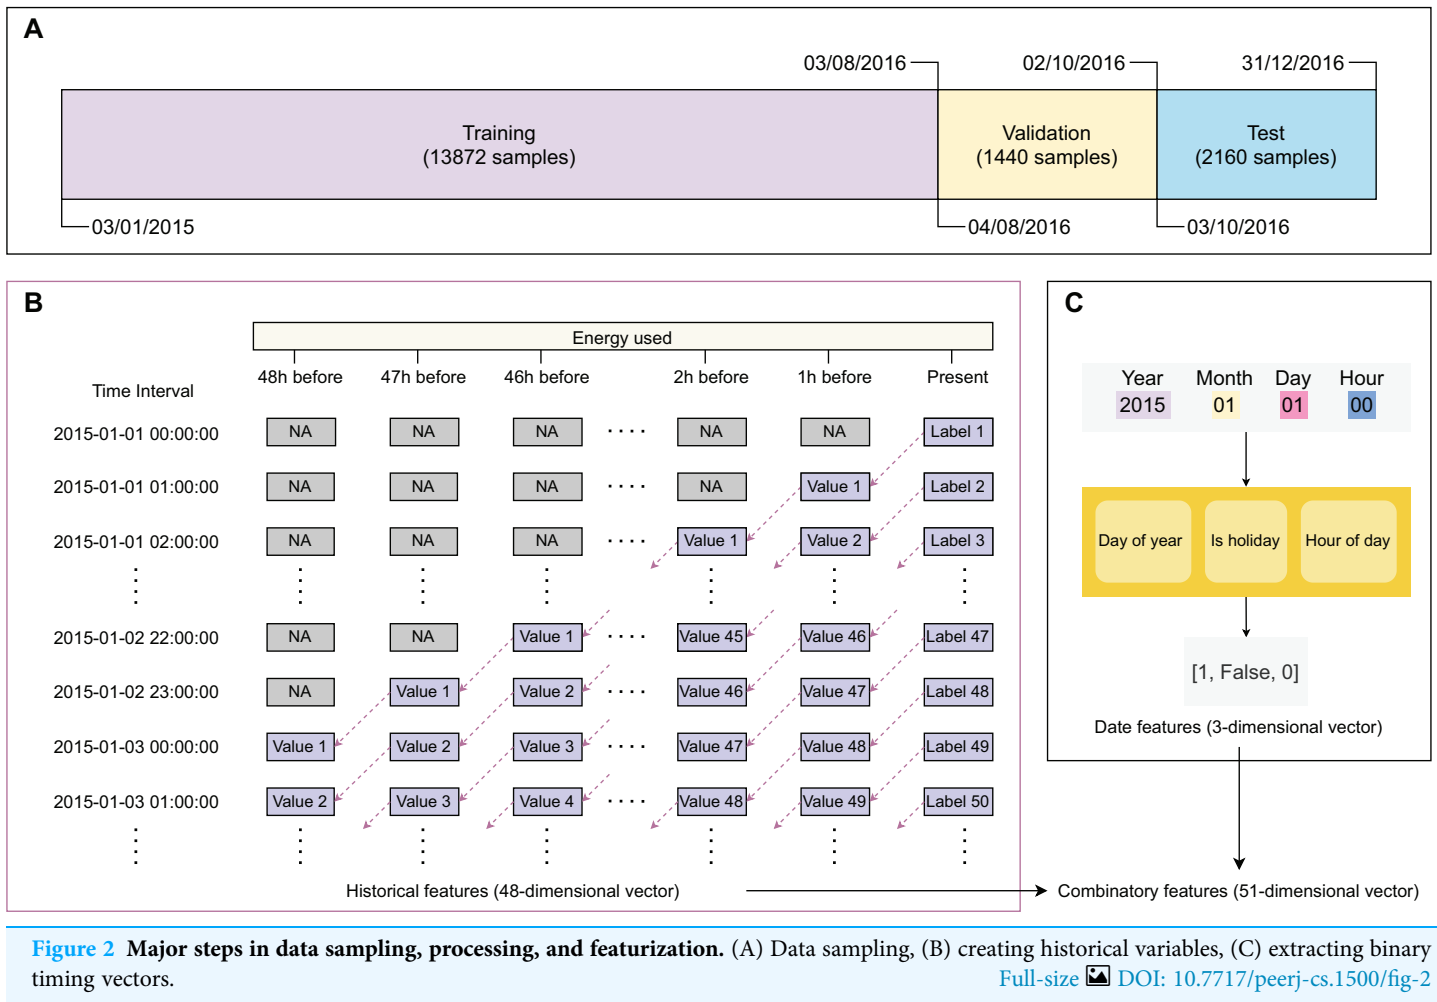 A
03/08/2016 02/10/2016 31/12/2016
Training
(13872 samples)
Validation
(1440 samples)
Test
(2160 samples)
03/01/2015 04/08/2016 03/10/2016
B
Energy used
Time Interval 48h before 47h before 46h before 2h before 1h before Present
2015-01-01 00:00:00 NA NA NA .... NA NA Label 1
2015-01-01 01:00:00 NA NA NA .... NA Value 1 Label 2
2015-01-01 02:00:00 NA NA NA .... Value 1 Value 2 Label 3
2015-01-02 22:00:00 NA NA Value 1 .... Value 45 Value 46 Label 47
2015-01-02 23:00:00 NA Value 1 Value 2 .... Value 46 Value 47 Label 48
2015-01-03 00:00:00 Value 1 Value 2 Value 3 .... Value 47 Value 48 Label 49
2015-01-03 01:00:00 Value 2 Value 3 Value 4 .... Value 48 Value 49 Label 50
Historical features (48-dimensional vector)
C
Year Month Day Hour
2015 01 01 00
Day of year Is holiday Hour of day
[1, False, 0]
Date features (3-dimensional vector)
Combinatory features (51-dimensional vector)
Figure 2 Major steps in data sampling, processing, and featurization. (A) Data sampling, (B) creating historical variables, (C) extracting binary
timing vectors. Full-size DOI: 10.7717/peerj-cs.1500/fig-2